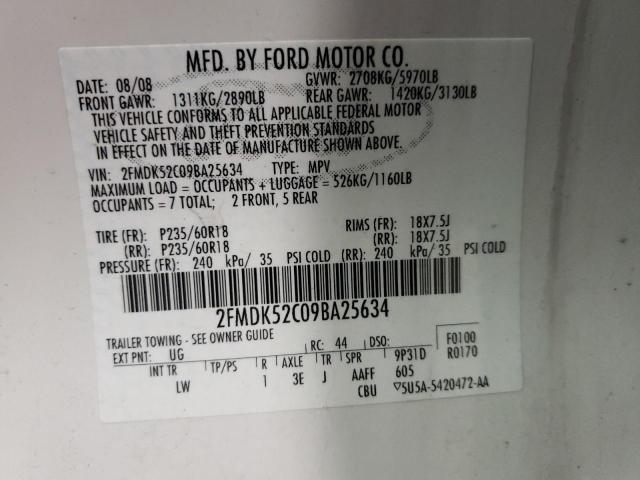 MFD. BY FORD MOTOR CO.
DATE: 08/08 GVWR: 2708KG/5970LB
FRONT GAWR: 1311KG/2890LB REAR GAWR: 1420KG/3130LB
THIS VEHICLE CONFORMS TO ALL APPLICABLE FEDERAL MOTOR
VEHICLE SAFETY AND THEFT PREVENTION STANDARDS
IN EFFECT ON THE DATE OF MANUFACTURE SHOWN ABOVE.
VIN: 2FMDK52C09BA25634 TYPE: MPV
MAXIMUM LOAD = OCCUPANTS + LUGGAGE = 526KG/1160LB
OCCUPANTS = 7 TOTAL; 2 FRONT, 5 REAR
TIRE (FR): P235/60R18 RIMS (FR): 18X7.5J
(RR): P235/60R18 (RR): 18X7.5J
PRESSURE (FR): 240 kPa/ 35 PSI COLD (RR): 240 kPa/ 35 PSI COLD
2FMDK52C09BA25634
TRAILER TOWING - SEE OWNER GUIDE
EXT PNT: UG RC: 44 DSO: F0100
INT TR TP/PS R AXLE TR SPR 9P31D R0170
LW 1 3E J AAFF 605
CBU ▽5U5A-5420472-AA